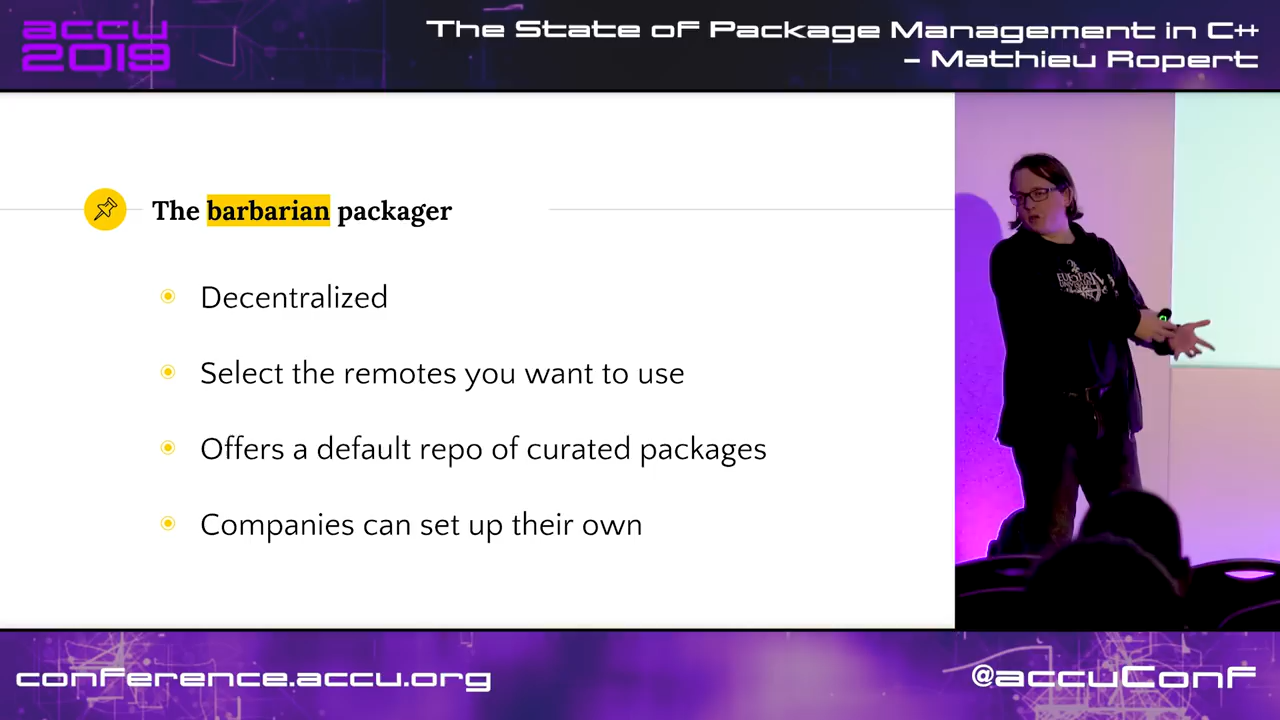 accu
2019
The State of Package Management in C++
– Mathieu Ropert
The barbarian packager
Decentralized
Select the remotes you want to use
Offers a default repo of curated packages
Companies can set up their own
conference.accu.org
@accuConf